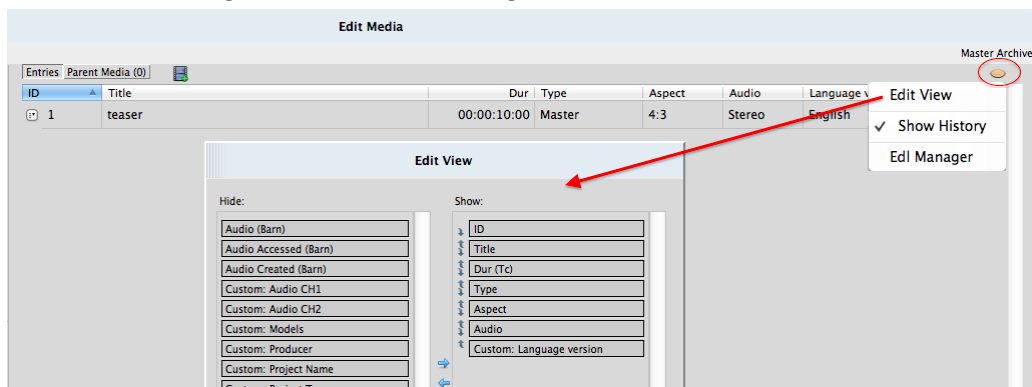 Edit Media
Master Archive
Entries Parent Media (0)
ID Title Dur Type Aspect Audio Language v
1 teaser 00:00:10:00 Master 4:3 Stereo English
Edit View
✓ Show History
Edl Manager
Edit View
Hide: Show:
Audio (Barn) ID
Audio Accessed (Barn) Title
Audio Created (Barn) Dur (Tc)
Custom: Audio CH1 Type
Custom: Audio CH2 Aspect
Custom: Models Audio
Custom: Producer Custom: Language version
Custom: Project Name